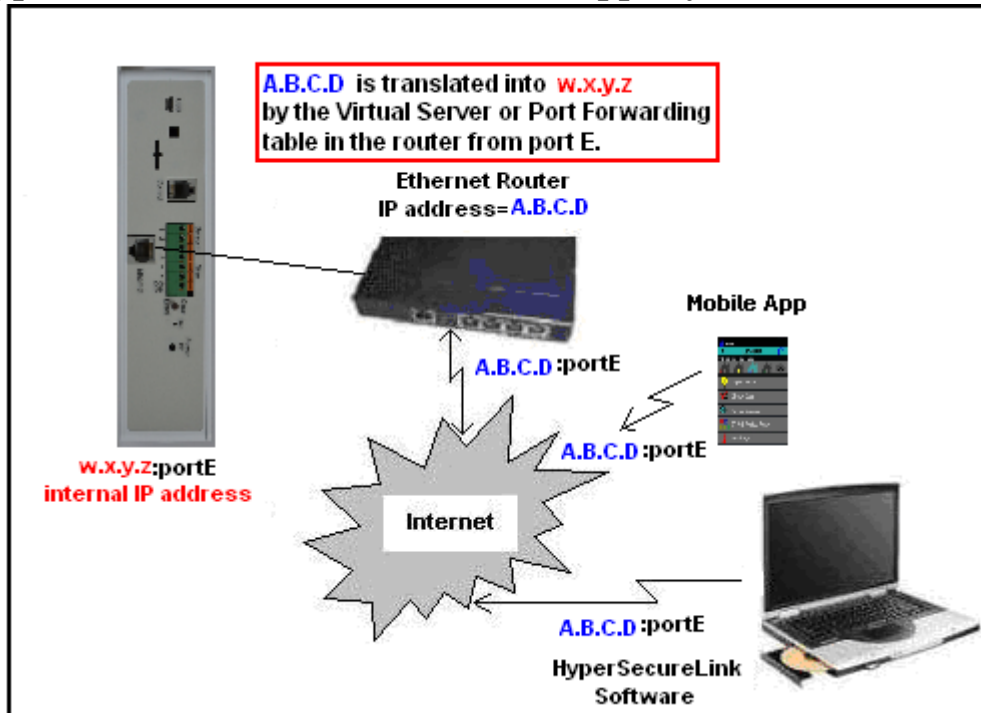 A.B.C.D is translated into w.x.y.z
by the Virtual Server or Port Forwarding
table in the router from port E.
Ethernet Router
IP address=A.B.C.D
Mobile App
A.B.C.D :portE
A.B.C.D :portE
w.x.y.z:portE
internal IP address
Internet
A.B.C.D :portE
HyperSecureLink
Software